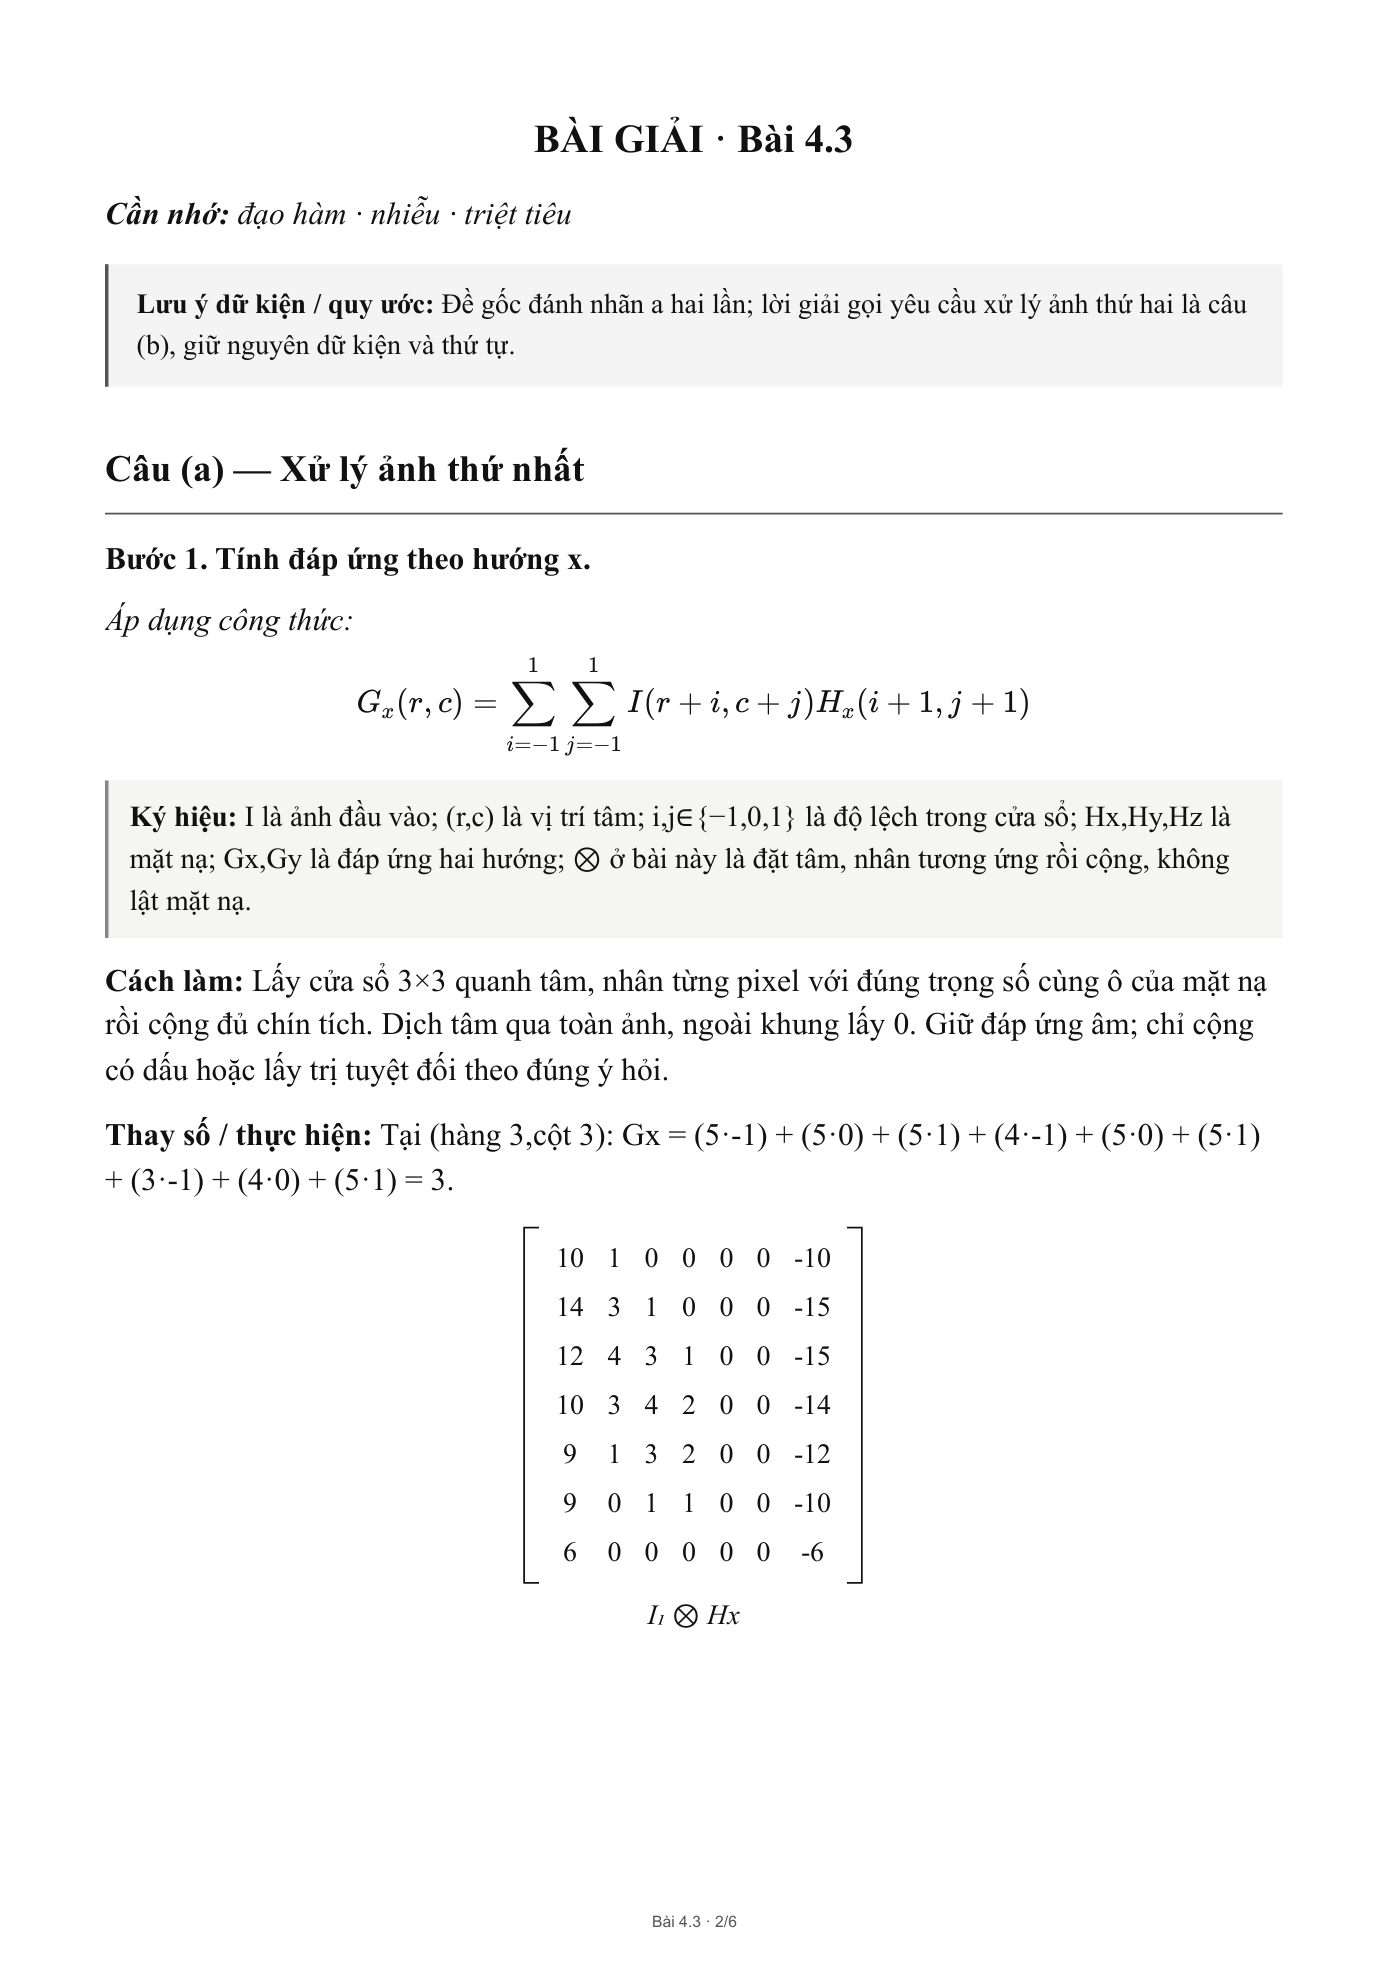 BÀI GIẢI · Bài 4.3
Cần nhớ: đạo hàm · nhiễu · triệt tiêu
Lưu ý dữ kiện / quy ước: Đề gốc đánh nhãn a hai lần; lời giải gọi yêu cầu xử lý ảnh thứ hai là câu
(b), giữ nguyên dữ kiện và thứ tự.
Câu (a) — Xử lý ảnh thứ nhất
Bước 1. Tính đáp ứng theo hướng x.
Áp dụng công thức:
G_x(r, c) = \sum_{i=-1}^{1} \sum_{j=-1}^{1} I(r + i, c + j)H_x(i + 1, j + 1)
Ký hiệu: I là ảnh đầu vào; (r,c) là vị trí tâm; i,j∈{−1,0,1} là độ lệch trong cửa sổ; Hx,Hy,Hz là
mặt nạ; Gx,Gy là đáp ứng hai hướng; ⊗ ở bài này là đặt tâm, nhân tương ứng rồi cộng, không
lật mặt nạ.
Cách làm: Lấy cửa sổ 3×3 quanh tâm, nhân từng pixel với đúng trọng số cùng ô của mặt nạ
rồi cộng đủ chín tích. Dịch tâm qua toàn ảnh, ngoài khung lấy 0. Giữ đáp ứng âm; chỉ cộng
có dấu hoặc lấy trị tuyệt đối theo đúng ý hỏi.
Thay số / thực hiện: Tại (hàng 3,cột 3): Gx = (5·-1) + (5·0) + (5·1) + (4·-1) + (5·0) + (5·1)
+ (3·-1) + (4·0) + (5·1) = 3.
10 1 0 0 0 0 -10
14 3 1 0 0 0 -15
12 4 3 1 0 0 -15
10 3 4 2 0 0 -14
9 1 3 2 0 0 -12
9 0 1 1 0 0 -10
6 0 0 0 0 0 -6
I₁ ⊗ Hx
Bài 4.3 · 2/6